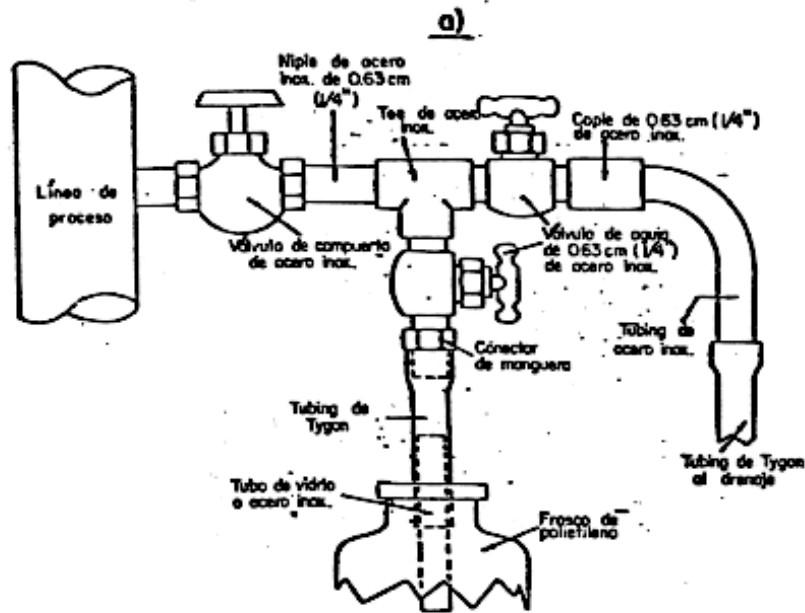 a)
Niple de acero
inox. de 0.63 cm
(1/4")
Tee de acero
inox.
Cople de 0.63 cm (1/4")
de acero inox.
Línea de
proceso
Válvula de compuerta
de acero inox.
Válvula de aguja
de 0.63 cm (1/4")
de acero inox.
Tubing de
acero inox.
Conector
de manguera
Tubing de
Tygon
Tubing de Tygon
al drenaje
Tubo de vidrio
o acero inox.
Frasco de
polietileno